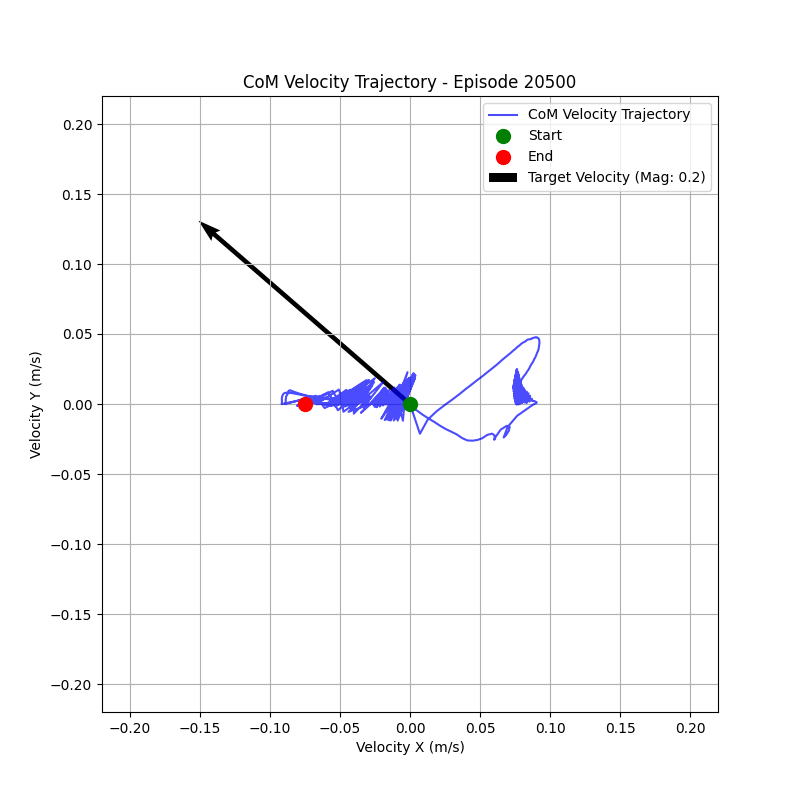 CoM Velocity Trajectory - Episode 20500
CoM Velocity Trajectory
Start
End
Target Velocity (Mag: 0.2)
0.20
0.15
0.10
0.05
0.00
−0.05
−0.10
−0.15
−0.20
Velocity Y (m/s)
−0.20 −0.15 −0.10 −0.05 0.00 0.05 0.10 0.15 0.20
Velocity X (m/s)